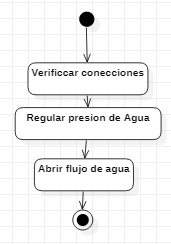 Verificcar conecciones
Regular presion de Agua
Abrir flujo de agua